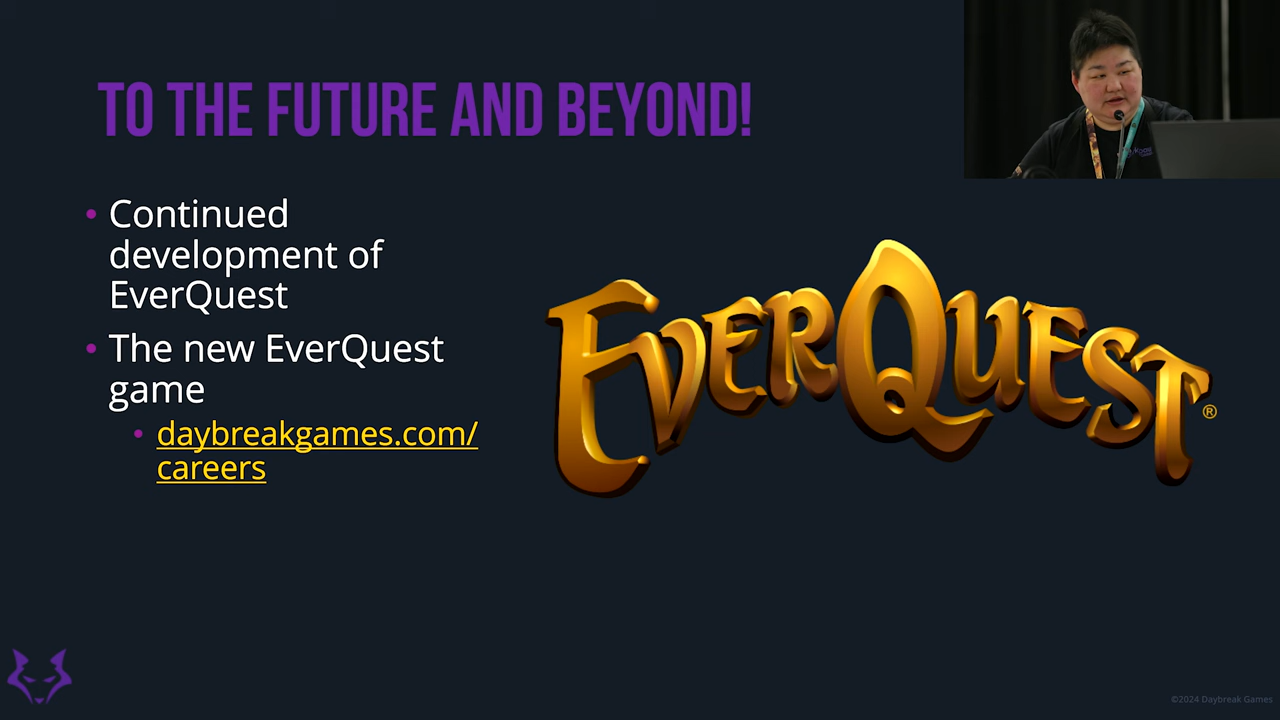 TO THE FUTURE AND BEYOND!
• Continued
development of
EverQuest
• The new EverQuest
game
• daybreakgames.com/
careers
EVERQUEST®
©2024 Daybreak Games